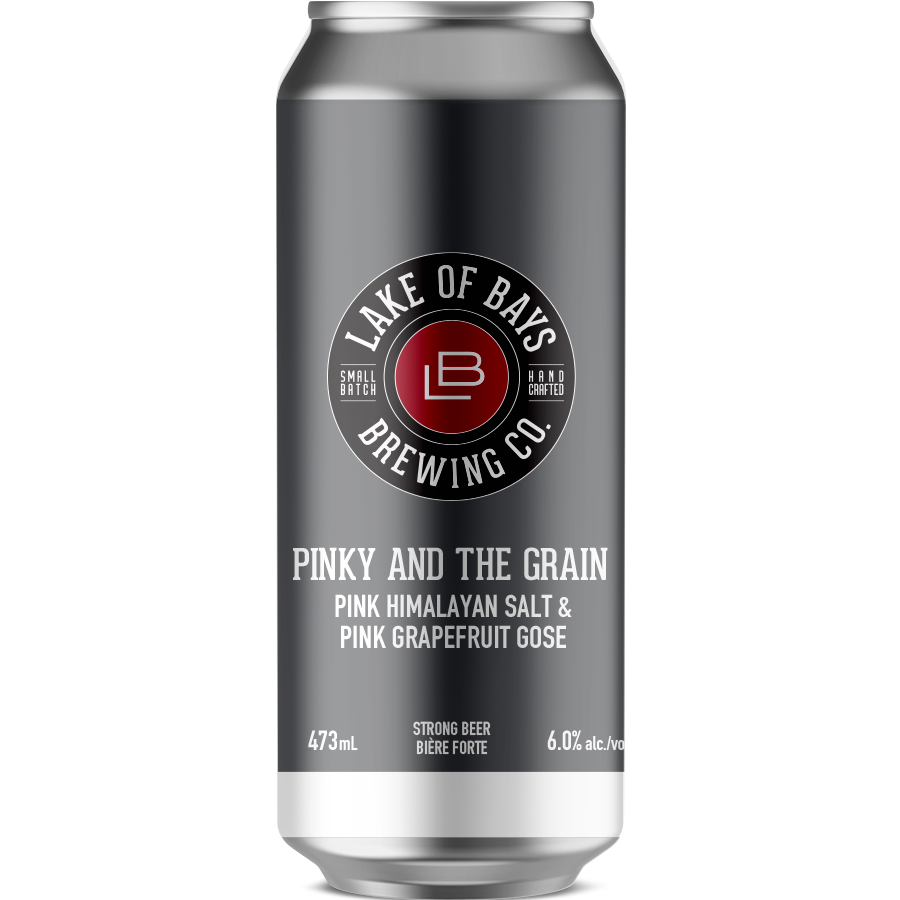 LAKE OF BAYS
SMALL BATCH
LB
HAND CRAFTED
BREWING CO.
PINKY AND THE GRAIN
PINK HIMALAYAN SALT &
PINK GRAPEFRUIT GOSE
STRONG BEER
BIÈRE FORTE
473mL
6.0% alc./vo